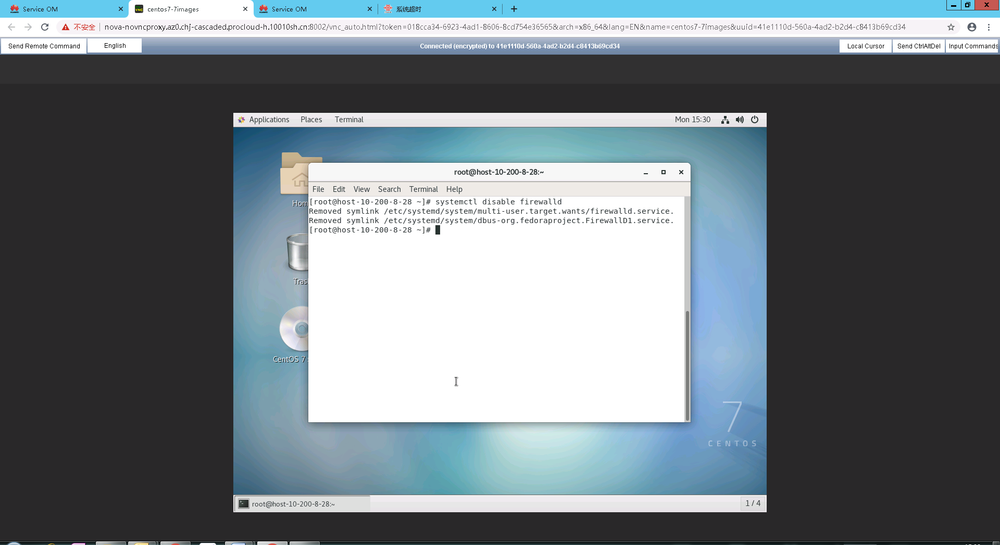 Service OM
centos7-7images
Service OM
系统超时
不安全
nova-novncproxy.az0.chj-cascaded.procloud-h.10010sh.cn:8002/vnc_auto.html?token=018cca34-6923-4ad1-8606-8cd754e36565&arch=x86_64&lang=EN&name=centos7-7images&uuid=41e1110d-560a-4ad2-b2d4-c8413b69cd34
Send Remote Command
English
Connected (encrypted) to 41e1110d-560a-4ad2-b2d4-c8413b69cd34
Local Cursor
Send CtrlAltDel
Input Commands
Applications Places Terminal
Mon 15:30
root@host-10-200-8-28:~
File Edit View Search Terminal Help
[root@host-10-200-8-28 ~]# systemctl disable firewalld
Removed symlink /etc/systemd/system/multi-user.target.wants/firewalld.service.
Removed symlink /etc/systemd/system/dbus-org.fedoraproject.FirewallD1.service.
[root@host-10-200-8-28 ~]#
Hom
Tras
CentOS 7
7
CENTOS
root@host-10-200-8-28:~
1 / 4